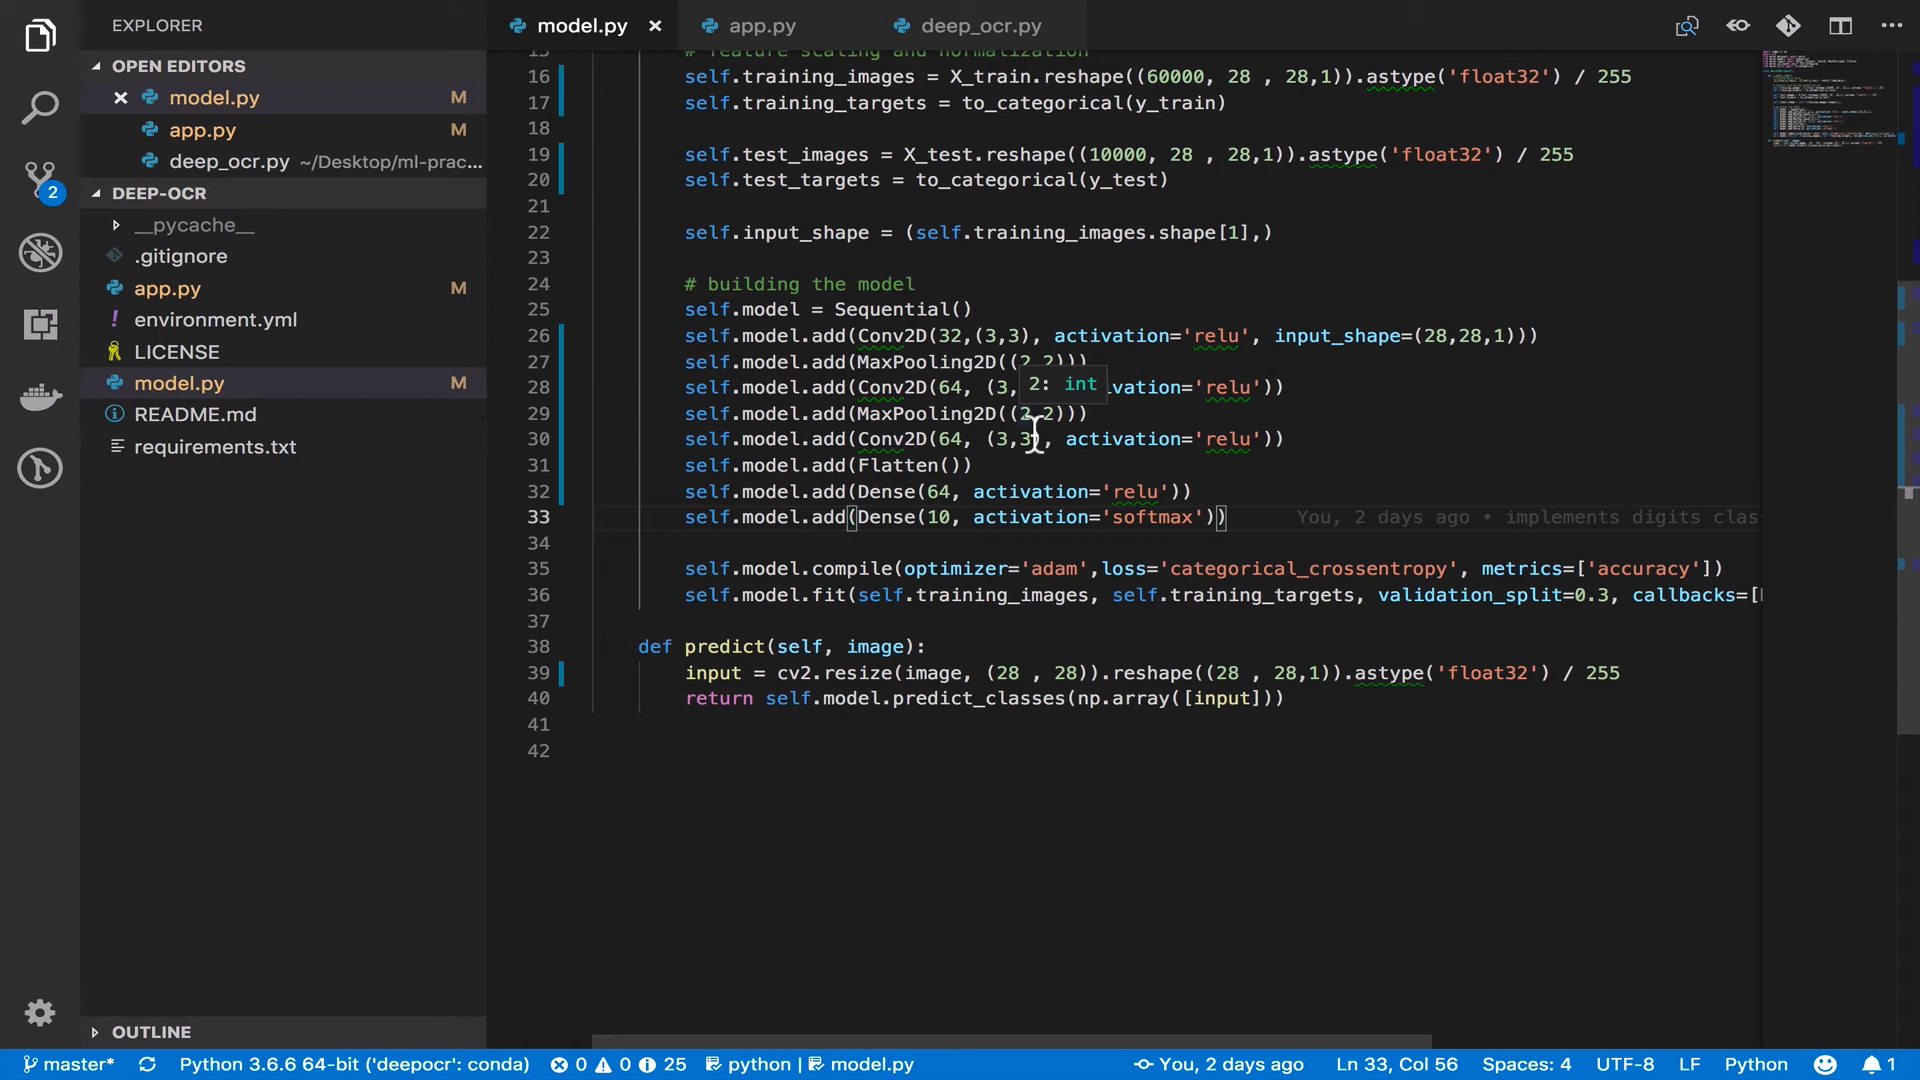 EXPLORER
OPEN EDITORS
model.py M
app.py M
deep_ocr.py ~/Desktop/ml-prac...
2
DEEP-OCR
__pycache__
.gitignore
app.py M
environment.yml
LICENSE
model.py M
README.md
requirements.txt
OUTLINE
model.py app.py deep_ocr.py
15 # feature scaling and normalization
16 self.training_images = X_train.reshape((60000, 28 , 28,1)).astype('float32') / 255
17 self.training_targets = to_categorical(y_train)
18
19 self.test_images = X_test.reshape((10000, 28 , 28,1)).astype('float32') / 255
20 self.test_targets = to_categorical(y_test)
21
22 self.input_shape = (self.training_images.shape[1],)
23
24 # building the model
25 self.model = Sequential()
26 self.model.add(Conv2D(32,(3,3), activation='relu', input_shape=(28,28,1)))
27 self.model.add(MaxPooling2D((2,2)))
28 self.model.add(Conv2D(64, (3, vation='relu'))
2: int
29 self.model.add(MaxPooling2D((2,2)))
30 self.model.add(Conv2D(64, (3,3), activation='relu'))
31 self.model.add(Flatten())
32 self.model.add(Dense(64, activation='relu'))
33 self.model.add(Dense(10, activation='softmax')) You, 2 days ago • implements digits clas
34
35 self.model.compile(optimizer='adam',loss='categorical_crossentropy', metrics=['accuracy'])
36 self.model.fit(self.training_images, self.training_targets, validation_split=0.3, callbacks=[
37
38 def predict(self, image):
39 input = cv2.resize(image, (28 , 28)).reshape((28 , 28,1)).astype('float32') / 255
40 return self.model.predict_classes(np.array([input]))
41
42
master* Python 3.6.6 64-bit ('deepocr': conda) 0 0 25 python | model.py You, 2 days ago Ln 33, Col 56 Spaces: 4 UTF-8 LF Python 1